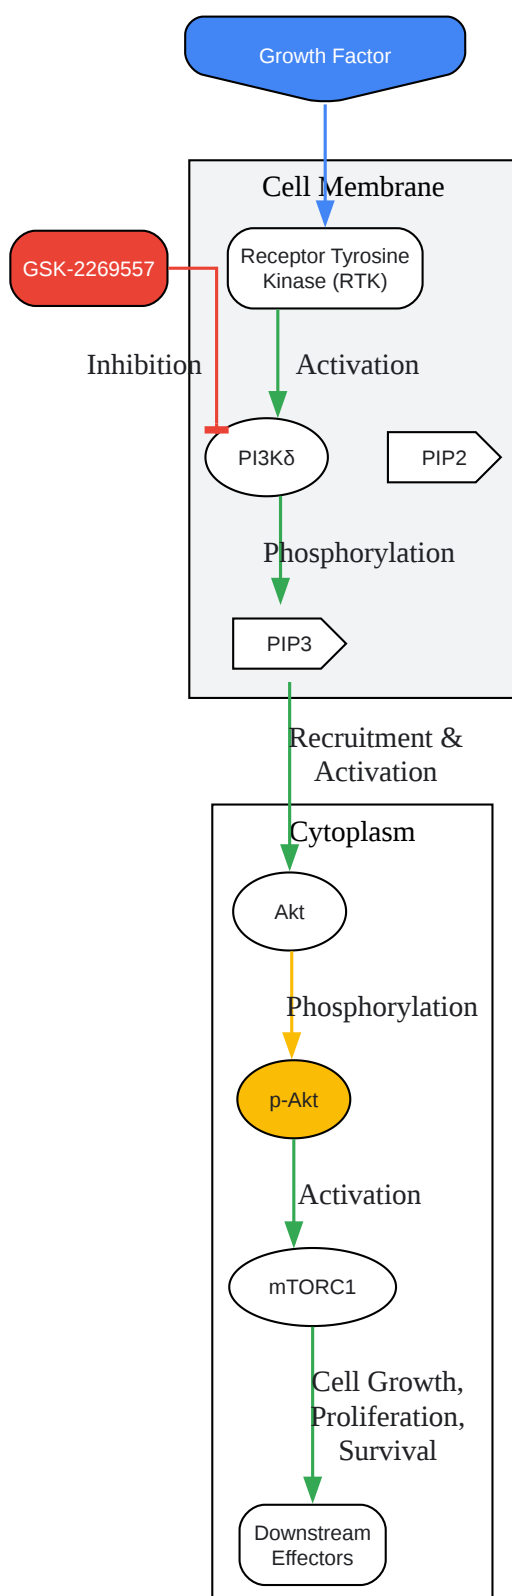 Growth Factor
Cell Membrane
GSK-2269557
Receptor Tyrosine
Kinase (RTK)
Inhibition
Activation
PI3Kδ
PIP2
Phosphorylation
PIP3
Recruitment &
Activation
Cytoplasm
Akt
Phosphorylation
p-Akt
Activation
mTORC1
Cell Growth,
Proliferation,
Survival
Downstream
Effectors